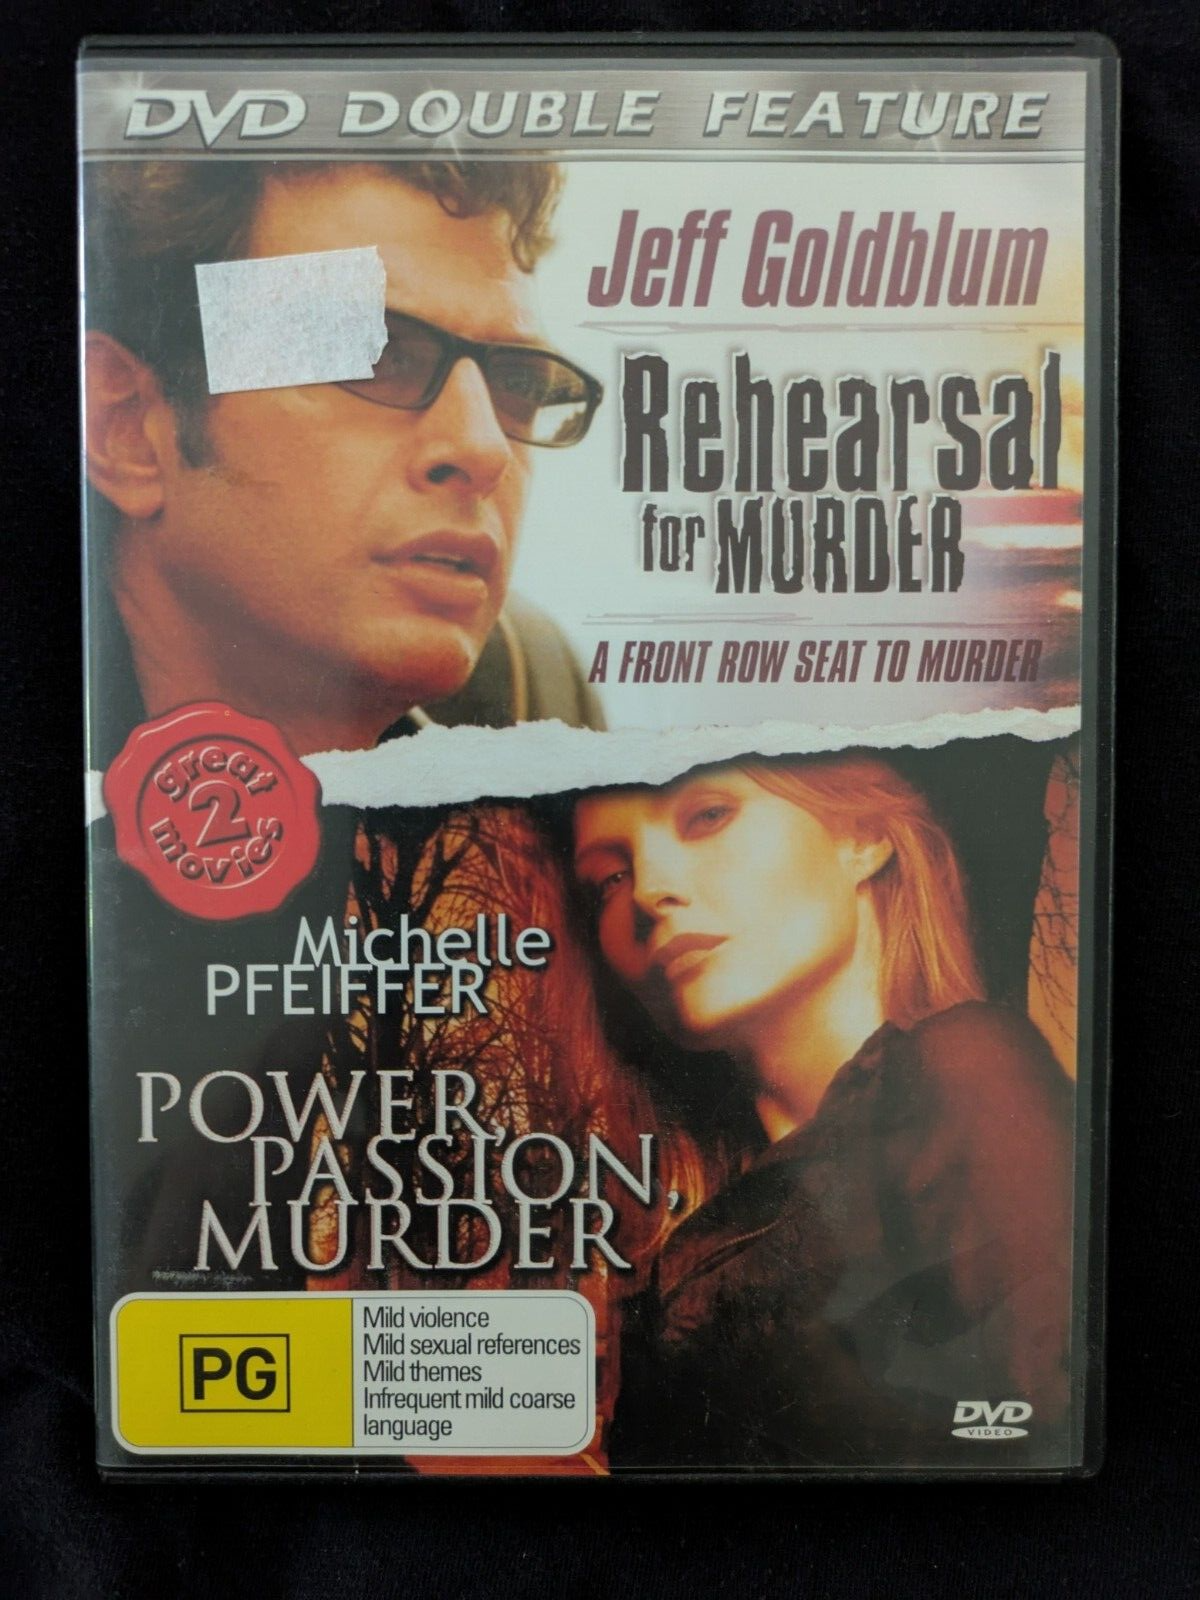 DVD DOUBLE FEATURE
Jeff Goldblum
Rehearsal
for MURDER
A FRONT ROW SEAT TO MURDER
great
2
movies
Michelle
PFEIFFER
POWER,
PASSION,
MURDER
PG
Mild violence
Mild sexual references
Mild themes
Infrequent mild coarse
language
DVD
VIDEO